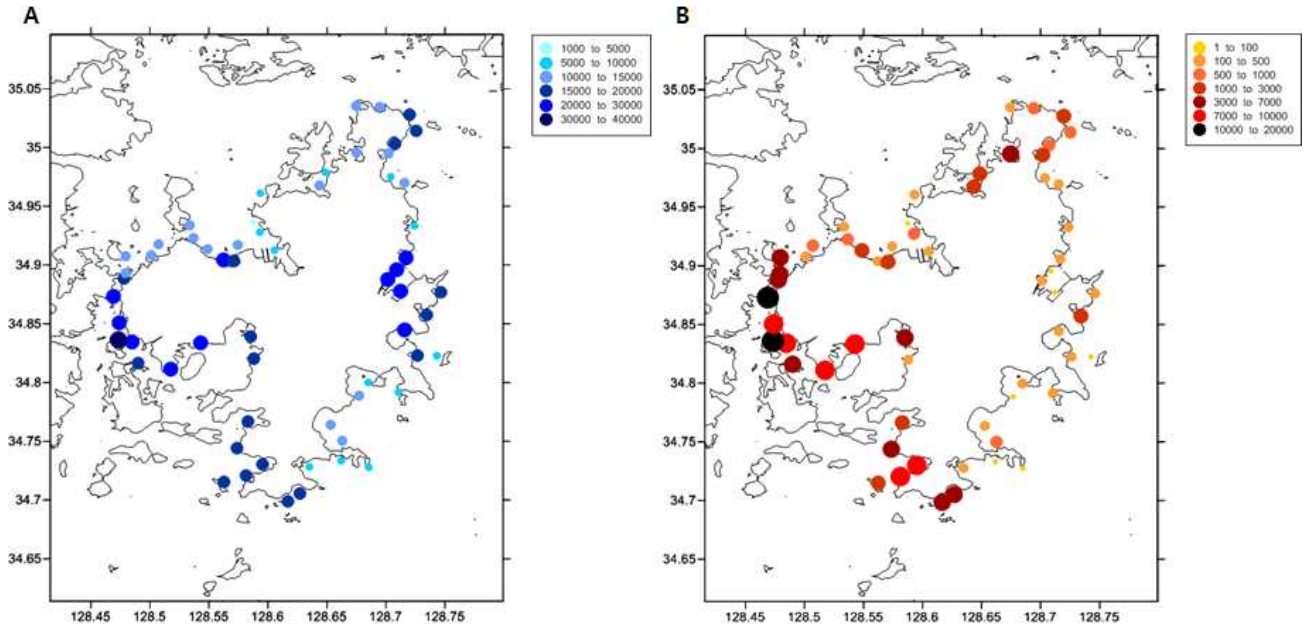 A
35.05
35
34.95
34.9
34.85
34.8
34.75
34.7
34.65
128.45 128.5 128.55 128.6 128.65 128.7 128.75
1000 to 5000
5000 to 10000
10000 to 15000
15000 to 20000
20000 to 30000
30000 to 40000
B
35.05
35
34.95
34.9
34.85
34.8
34.75
34.7
34.65
128.45 128.5 128.55 128.6 128.65 128.7 128.75
1 to 100
100 to 500
500 to 1000
1000 to 3000
3000 to 7000
7000 to 10000
10000 to 20000